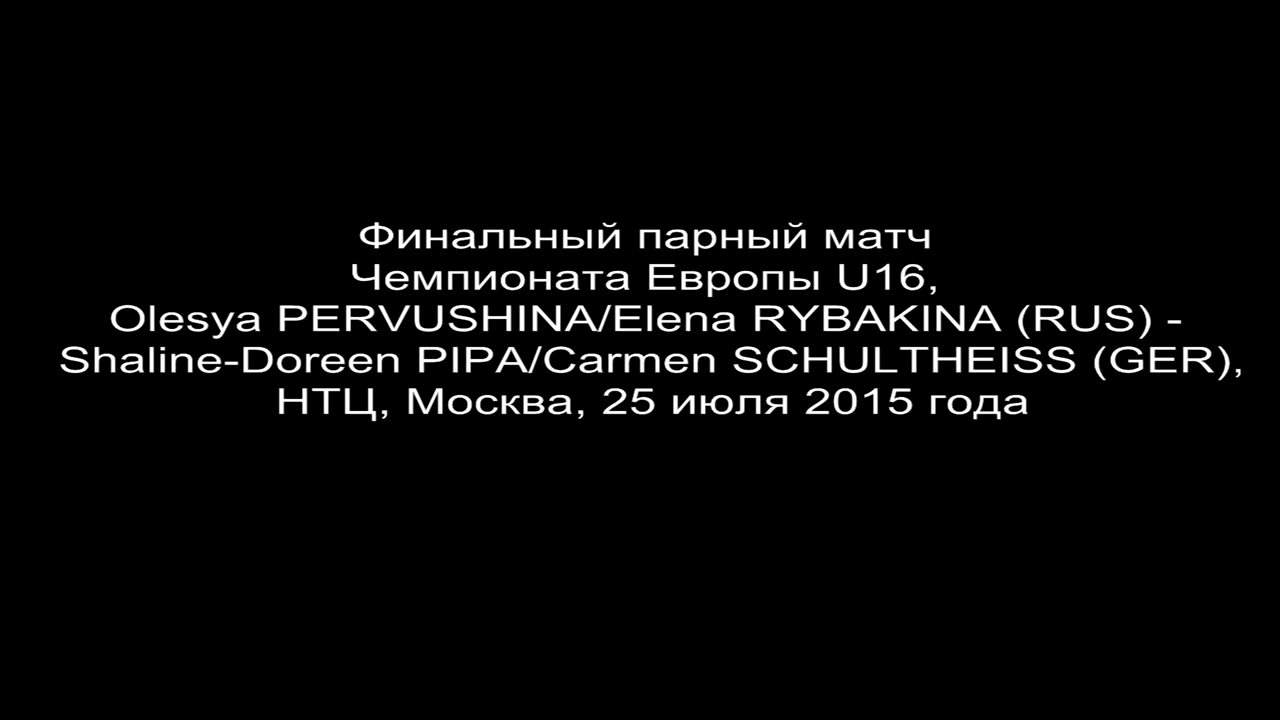 Финальный парный матч
Чемпионата Европы U16,
Olesya PERVUSHINA/Elena RYBAKINA (RUS) -
Shaline-Doreen PIPA/Carmen SCHULTHEISS (GER),
НТЦ, Москва, 25 июля 2015 года